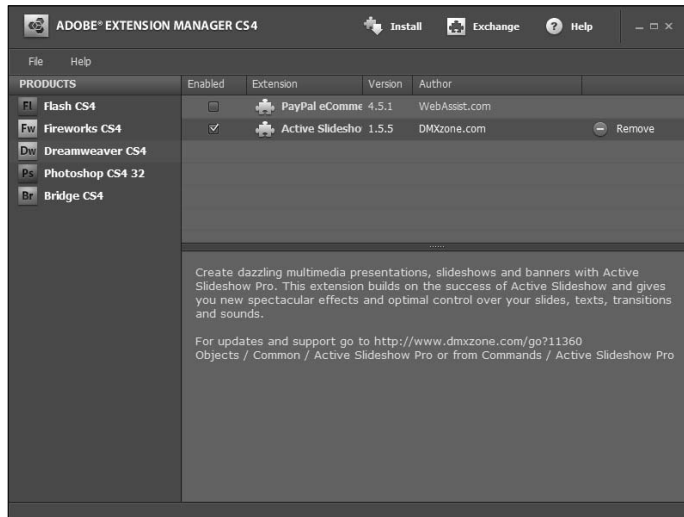 ADOBE® EXTENSION MANAGER CS4
Install
Exchange
? Help
File Help
PRODUCTS
Fl Flash CS4
Fw Fireworks CS4
Dw Dreamweaver CS4
Ps Photoshop CS4 32
Br Bridge CS4
Enabled Extension Version Author
PayPal eComme 4.5.1 WebAssist.com
Active Slidesho 1.5.5 DMXzone.com Remove
Create dazzling multimedia presentations, slideshows and banners with Active
Slideshow Pro. This extension builds on the success of Active Slideshow and gives
you new spectacular effects and optimal control over your slides, texts, transitions
and sounds.
For updates and support go to http://www.dmxzone.com/go?11360
Objects / Common / Active Slideshow Pro or from Commands / Active Slideshow Pro